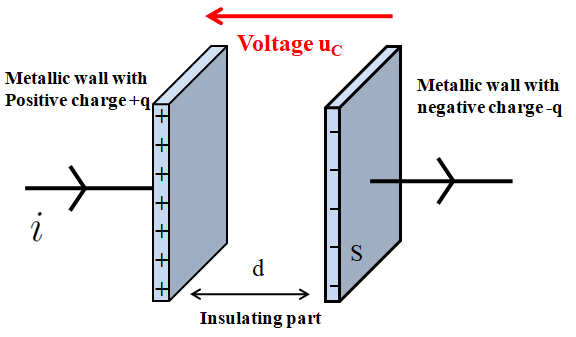 Voltage uC
Metallic wall with
Positive charge +q
Metallic wall with
negative charge -q
+
+
+
+
+
+
+
-
-
-
-
-
i
S
d
Insulating part